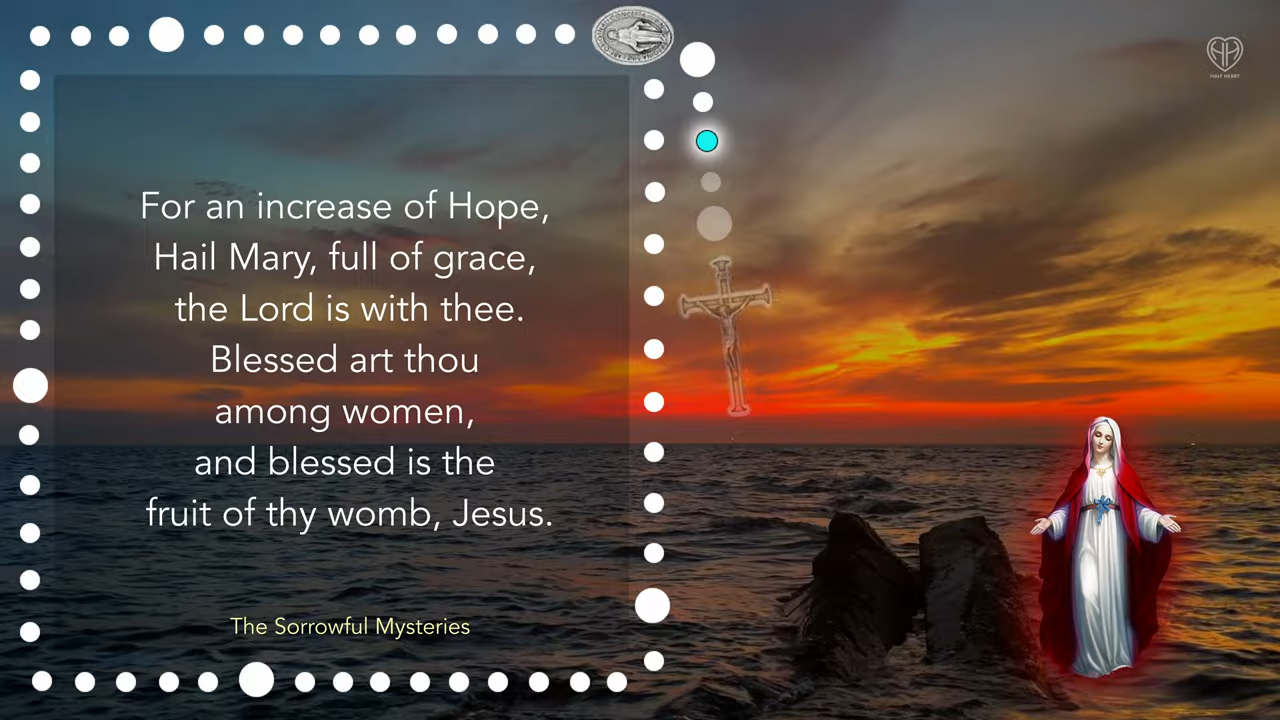 For an increase of Hope,
Hail Mary, full of grace,
the Lord is with thee.
Blessed art thou
among women,
and blessed is the
fruit of thy womb, Jesus.
The Sorrowful Mysteries
HALF HEART